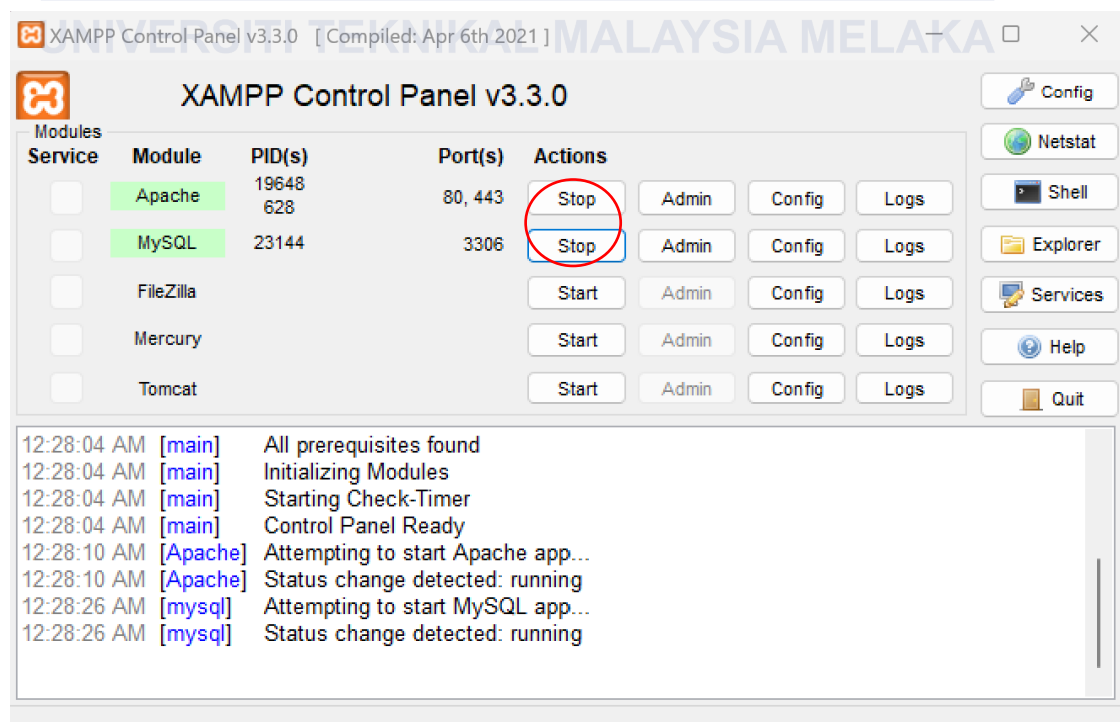 UNIVERSITI TEKNIKAL MALAYSIA MELAKA
XAMPP Control Panel v3.3.0 [ Compiled: Apr 6th 2021 ]
XAMPP Control Panel v3.3.0
Config
Modules
Service Module PID(s) Port(s) Actions
Netstat
Apache 19648 628 80, 443 Stop Admin Config Logs
Shell
MySQL 23144 3306 Stop Admin Config Logs
Explorer
FileZilla Start Admin Config Logs
Services
Mercury Start Admin Config Logs
Help
Tomcat Start Admin Config Logs
Quit
12:28:04 AM [main] All prerequisites found
12:28:04 AM [main] Initializing Modules
12:28:04 AM [main] Starting Check-Timer
12:28:04 AM [main] Control Panel Ready
12:28:10 AM [Apache] Attempting to start Apache app...
12:28:10 AM [Apache] Status change detected: running
12:28:26 AM [mysql] Attempting to start MySQL app...
12:28:26 AM [mysql] Status change detected: running